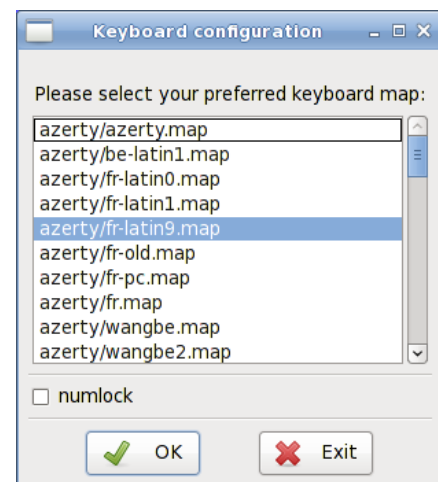 Keyboard configuration
Please select your preferred keyboard map:
azerty/azerty.map
azerty/be-latin1.map
azerty/fr-latin0.map
azerty/fr-latin1.map
azerty/fr-latin9.map
azerty/fr-old.map
azerty/fr-pc.map
azerty/fr.map
azerty/wangbe.map
azerty/wangbe2.map
numlock
OK Exit